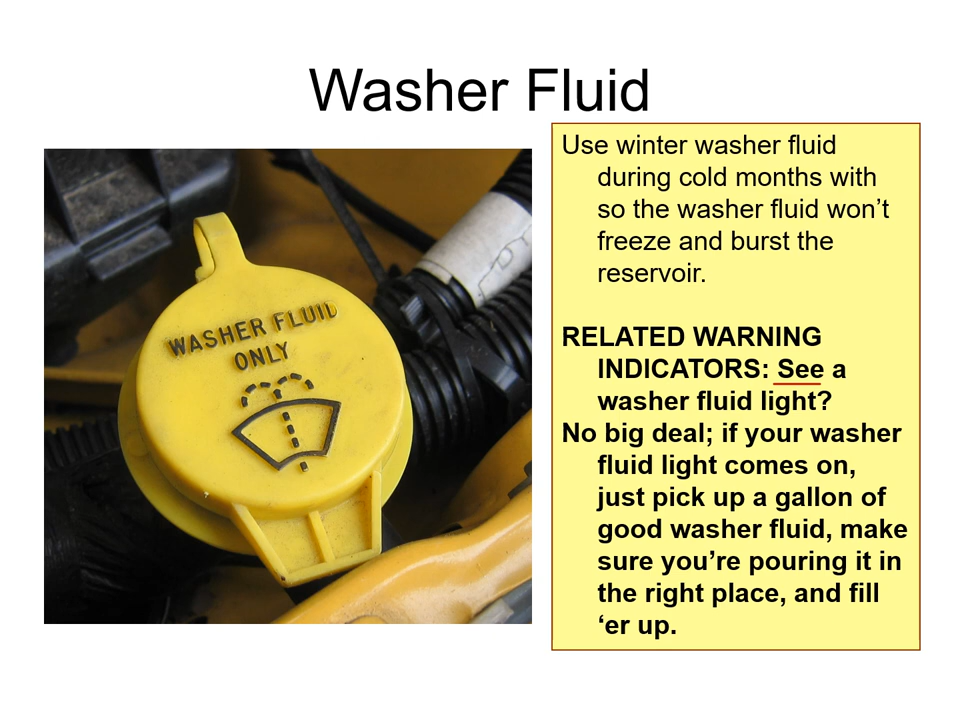 Washer Fluid
WASHER FLUID
ONLY
Use winter washer fluid
during cold months with
so the washer fluid won’t
freeze and burst the
reservoir.
RELATED WARNING
INDICATORS: See a
washer fluid light?
No big deal; if your washer
fluid light comes on,
just pick up a gallon of
good washer fluid, make
sure you’re pouring it in
the right place, and fill
‘er up.